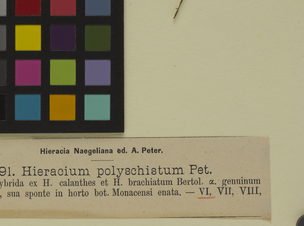 Hieracia Naegeliana ed. A. Peter.
91. Hieracium polyschistum Pet.
ybrida ex H. calanthes et H. brachiatum Bertol. α. genuinum
, sua sponte in horto bot. Monacensi enata. — VI, VII, VIII,